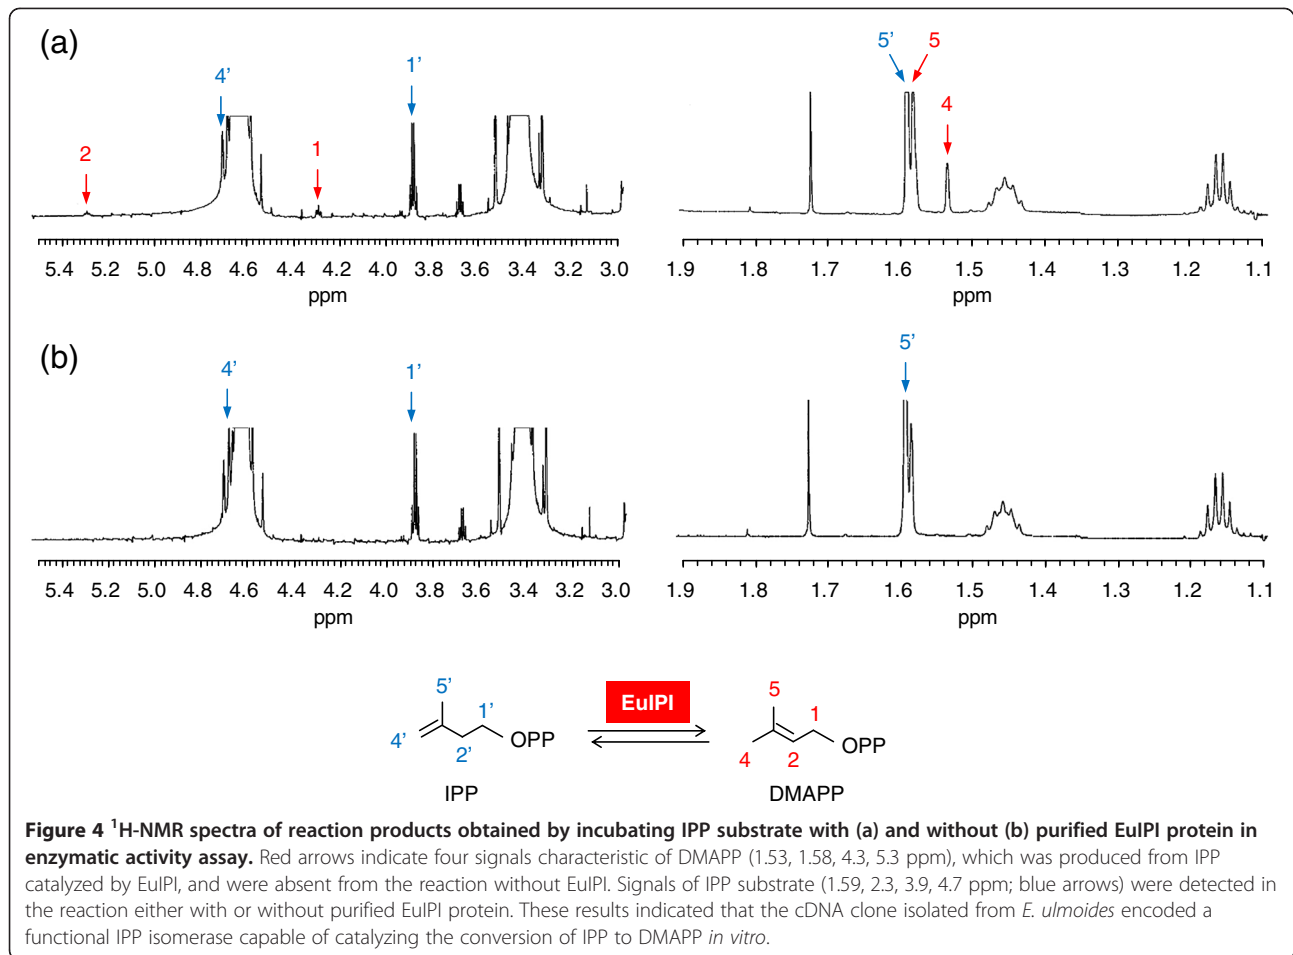 (a)
4’
2
1
1’
5’
5
4
5.4 5.2 5.0 4.8 4.6 4.4 4.2 4.0 3.8 3.6 3.4 3.2 3.0
ppm
1.9 1.8 1.7 1.6 1.5 1.4 1.3 1.2 1.1
ppm
(b)
4’
1’
5’
5.4 5.2 5.0 4.8 4.6 4.4 4.2 4.0 3.8 3.6 3.4 3.2 3.0
ppm
1.9 1.8 1.7 1.6 1.5 1.4 1.3 1.2 1.1
ppm
5’
1’
4’
2’
OPP
IPP
EuIPI
5
1
4
2
OPP
DMAPP
Figure 4 ¹H-NMR spectra of reaction products obtained by incubating IPP substrate with (a) and without (b) purified EuIPI protein in
enzymatic activity assay. Red arrows indicate four signals characteristic of DMAPP (1.53, 1.58, 4.3, 5.3 ppm), which was produced from IPP
catalyzed by EuIPI, and were absent from the reaction without EuIPI. Signals of IPP substrate (1.59, 2.3, 3.9, 4.7 ppm; blue arrows) were detected in
the reaction either with or without purified EuIPI protein. These results indicated that the cDNA clone isolated from E. ulmoides encoded a
functional IPP isomerase capable of catalyzing the conversion of IPP to DMAPP in vitro.